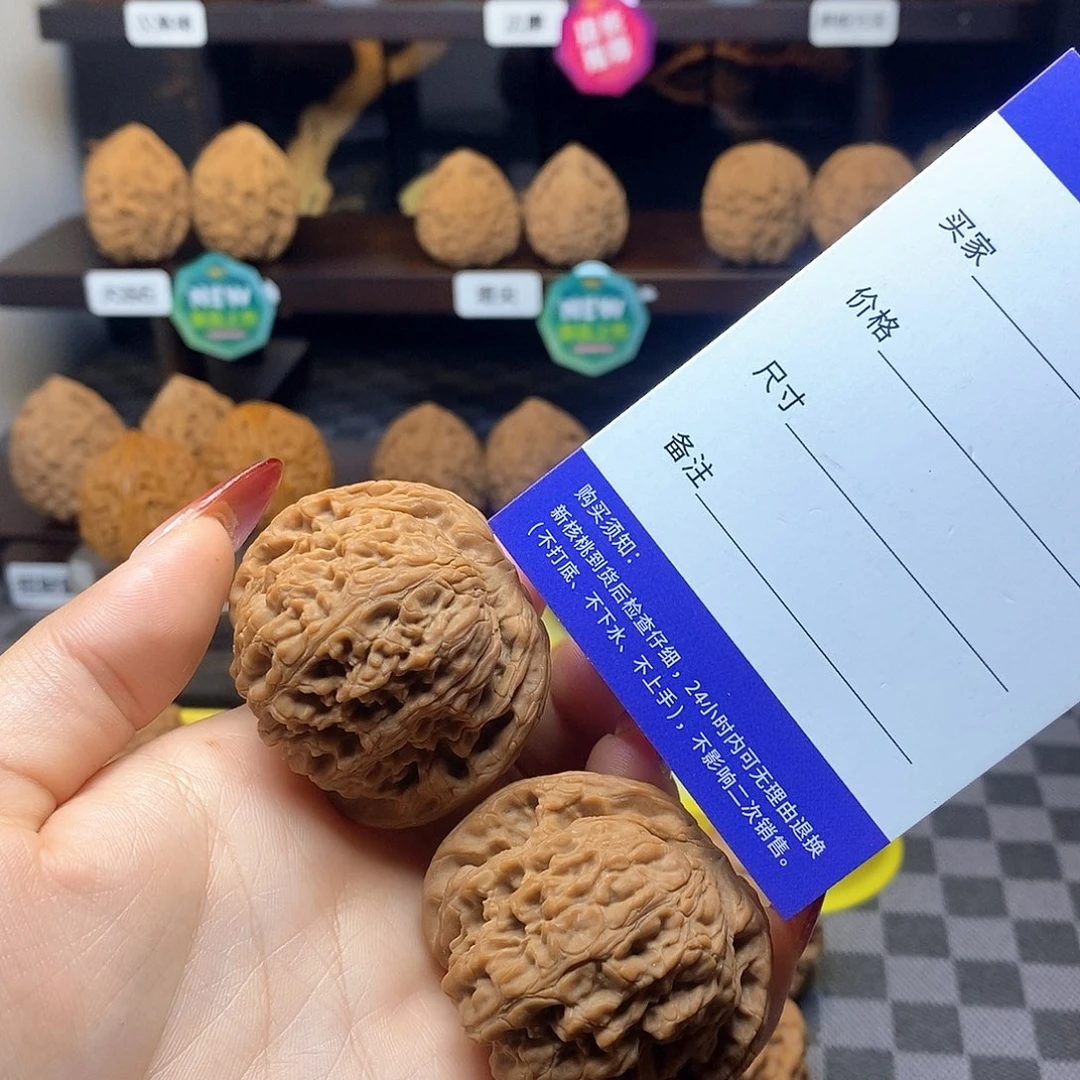 NEW
NEW
买家
价格
尺寸
备注
购买须知：
新核桃到货后检查仔细，24小时内可无理由退换
（不打底、不下水、不上手），不影响二次销售。